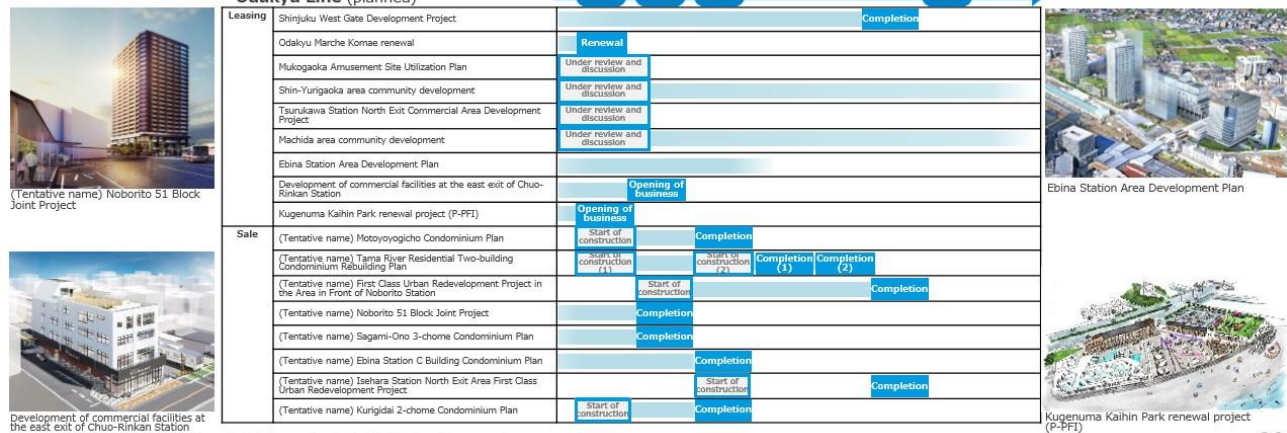 Odakyu Line (planned)
Leasing
Shinjuku West Gate Development Project
Completion
Odakyu Marche Komae renewal
Renewal
Mukogaoka Amusement Site Utilization Plan
Under review and
discussion
Shin-Yurigaoka area community development
Under review and
discussion
Tsurukawa Station North Exit Commercial Area Development
Project
Under review and
discussion
Machida area community development
Under review and
discussion
Ebina Station Area Development Plan
Development of commercial facilities at the east exit of Chuo-
Rinkan Station
Opening of
business
Kugenuma Kaihin Park renewal project (P-PFI)
Opening of
business
Sale
(Tentative name) Motoyoyogicho Condominium Plan
Start of
construction
Completion
(Tentative name) Tama River Residential Two-building
Condominium Rebuilding Plan
Start of
construction
(1)
Start of
construction
(2)
Completion
(1)
Completion
(2)
(Tentative name) First Class Urban Redevelopment Project in
the Area in Front of Noborito Station
Start of
construction
Completion
(Tentative name) Noborito 51 Block Joint Project
Completion
(Tentative name) Sagami-Ono 3-chome Condominium Plan
Completion
(Tentative name) Ebina Station C Building Condominium Plan
Completion
(Tentative name) Isehara Station North Exit Area First Class
Urban Redevelopment Project
Start of
construction
Completion
(Tentative name) Kurigidai 2-chome Condominium Plan
Start of
construction
Completion
(Tentative name) Noborito 51 Block
Joint Project
Development of commercial facilities at
the east exit of Chuo-Rinkan Station
Ebina Station Area Development Plan
Kugenuma Kaihin Park renewal project
(P-PFI)